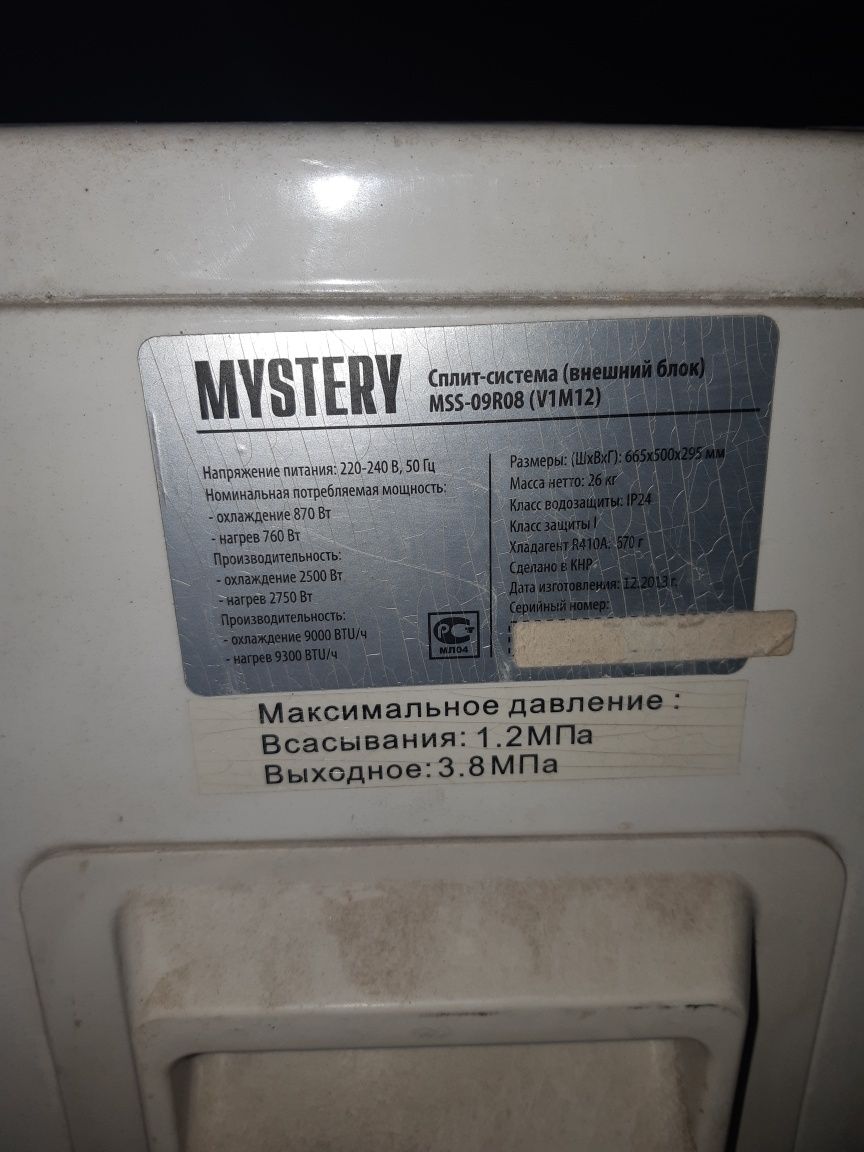 MYSTERY
Сплит-система (внешний блок)
MSS-09R08 (V1M12)
Напряжение питания: 220-240 В, 50 Гц
Номинальная потребляемая мощность:
- охлаждение 870 Вт
- нагрев 760 Вт
Производительность:
- охлаждение 2500 Вт
- нагрев 2750 Вт
Производительность:
- охлаждение 9000 BTU/ч
- нагрев 9300 BTU/ч
РСТ
МЛ04
Размеры: (ШхВхГ): 665х500х295 мм
Масса нетто: 26 кг
Класс водозащиты: IP24
Класс защиты I
Хладагент R410A: 570 г
Сделано в КНР
Дата изготовления: 12.2013 г.
Серийный номер:
Максимальное давление :
Всасывания: 1.2МПа
Выходное: 3.8МПа